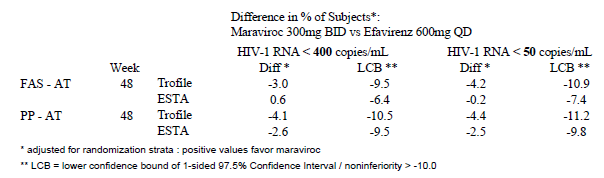 Difference in % of Subjects*:
Maraviroc 300mg BID vs Efavirenz 600mg QD
HIV-1 RNA < 400 copies/mL HIV-1 RNA < 50 copies/mL
Week Diff * LCB ** Diff * LCB **
FAS - AT 48 Trofile -3.0 -9.5 -4.2 -10.9
ESTA 0.6 -6.4 -0.2 -7.4
PP - AT 48 Trofile -4.1 -10.5 -4.4 -11.2
ESTA -2.6 -9.5 -2.5 -9.8
* adjusted for randomization strata : positive values favor maraviroc
** LCB = lower confidence bound of 1-sided 97.5% Confidence Interval / noninferiority > -10.0